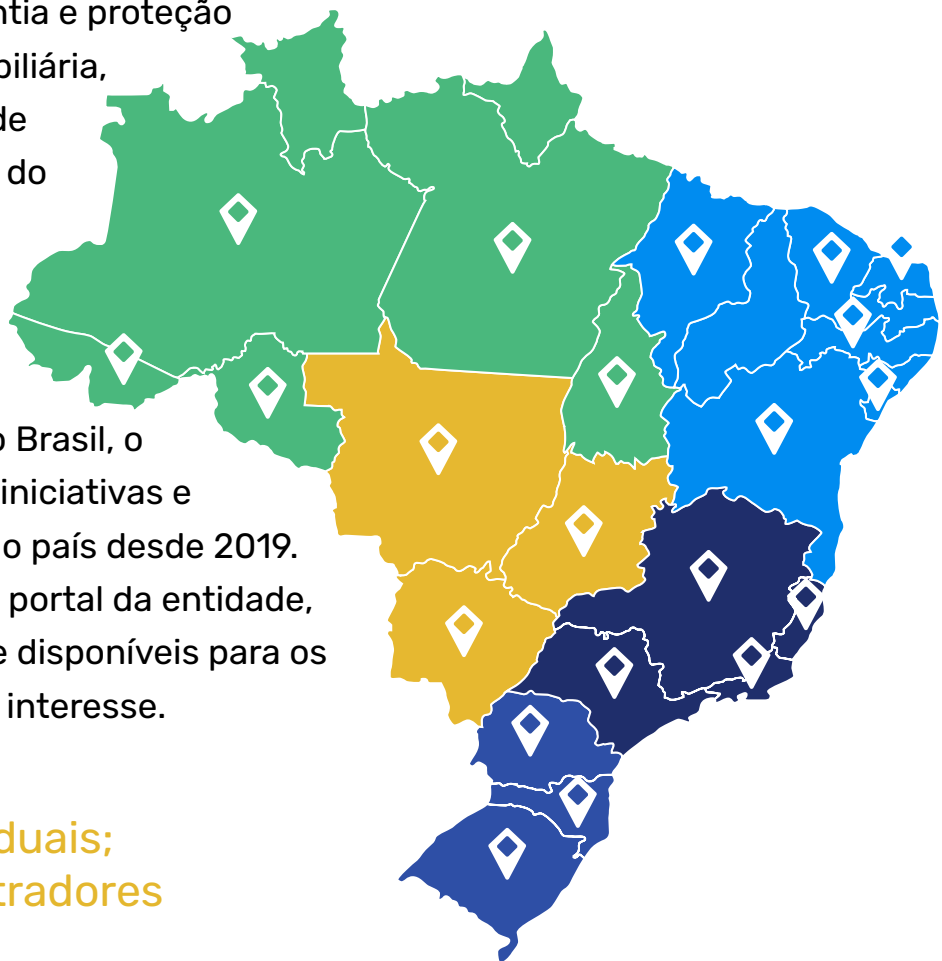 ntia e proteção
biliária,
de
do
o Brasil, o
iniciativas e
o país desde 2019.
portal da entidade,
e disponíveis para os
interesse.
duais;
tradores